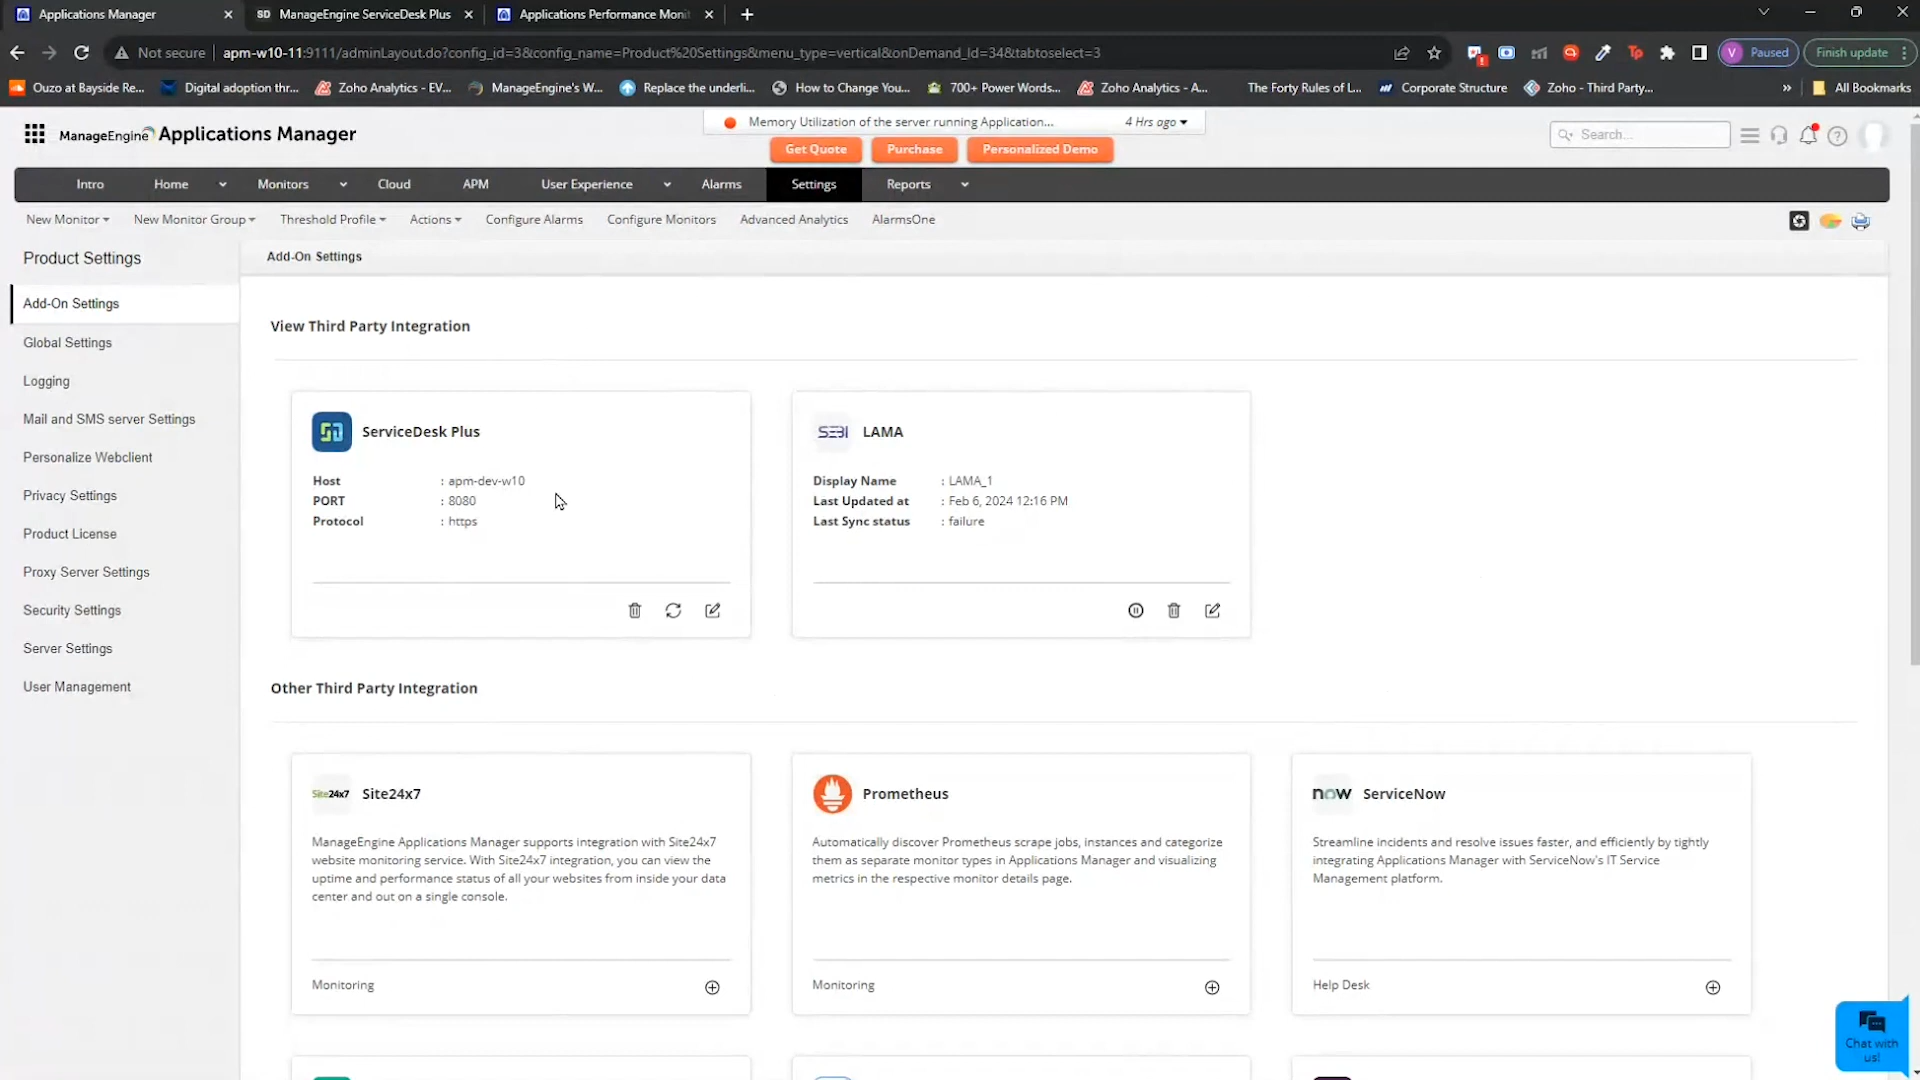 Applications Manager
SD ManageEngine ServiceDesk Plus
Applications Performance Monit
Not secure
apm-w10-11:9111/adminLayout.do?config_id=3&config_name=Product%20Settings&menu_type=vertical&onDemand_Id=34&tabtoselect=3
V Paused
Finish update
Ouzo at Bayside Re...
Digital adoption thr...
Zoho Analytics - EV...
ManageEngine's W...
Replace the underli...
How to Change You...
700+ Power Words...
Zoho Analytics - A...
The Forty Rules of L...
Corporate Structure
Zoho - Third Party...
»
All Bookmarks
ManageEngine Applications Manager
Memory Utilization of the server running Application...
4 Hrs ago
Get Quote
Purchase
Personalized Demo
Search...
Intro
Home
Monitors
Cloud
APM
User Experience
Alarms
Settings
Reports
New Monitor
New Monitor Group
Threshold Profile
Actions
Configure Alarms
Configure Monitors
Advanced Analytics
AlarmsOne
Product Settings
Add-On Settings
Global Settings
Logging
Mail and SMS server Settings
Personalize Webclient
Privacy Settings
Product License
Proxy Server Settings
Security Settings
Server Settings
User Management
Add-On Settings
View Third Party Integration
ServiceDesk Plus
Host : apm-dev-w10
PORT : 8080
Protocol : https
SEBI LAMA
Display Name : LAMA_1
Last Updated at : Feb 6, 2024 12:16 PM
Last Sync status : failure
Other Third Party Integration
Site24x7 Site24x7
ManageEngine Applications Manager supports integration with Site24x7
website monitoring service. With Site24x7 integration, you can view the
uptime and performance status of all your websites from inside your data
center and out on a single console.
Monitoring
Prometheus
Automatically discover Prometheus scrape jobs, instances and categorize
them as separate monitor types in Applications Manager and visualizing
metrics in the respective monitor details page.
Monitoring
now ServiceNow
Streamline incidents and resolve issues faster, and efficiently by tightly
integrating Applications Manager with ServiceNow's IT Service
Management platform.
Help Desk
Chat with
us!